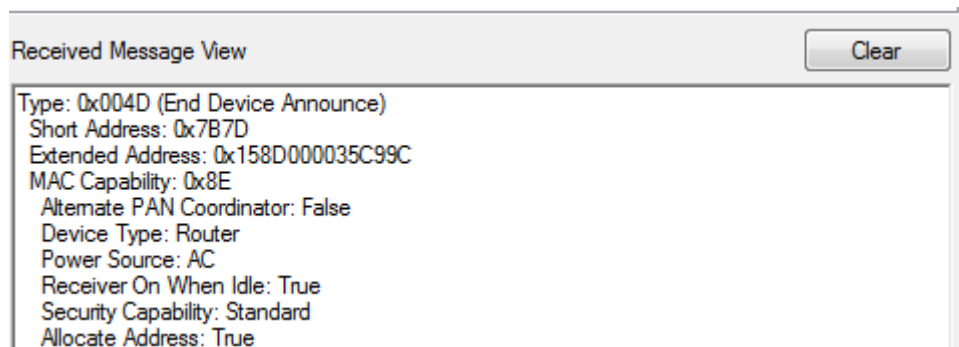 Received Message View
Clear
Type: 0x004D (End Device Announce)
Short Address: 0x7B7D
Extended Address: 0x158D000035C99C
MAC Capability: 0x8E
Alternate PAN Coordinator: False
Device Type: Router
Power Source: AC
Receiver On When Idle: True
Security Capability: Standard
Allocate Address: True